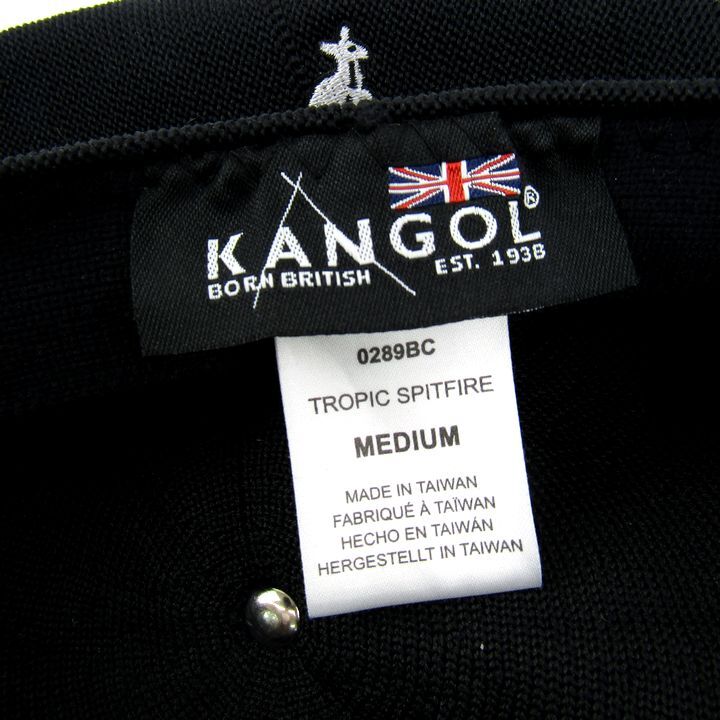 KANGOL®
BORN BRITISH EST. 1938
0289BC
TROPIC SPITFIRE
MEDIUM
MADE IN TAIWAN
FABRIQUÉ À TAÏWAN
HECHO EN TAIWÁN
HERGESTELLT IN TAIWAN